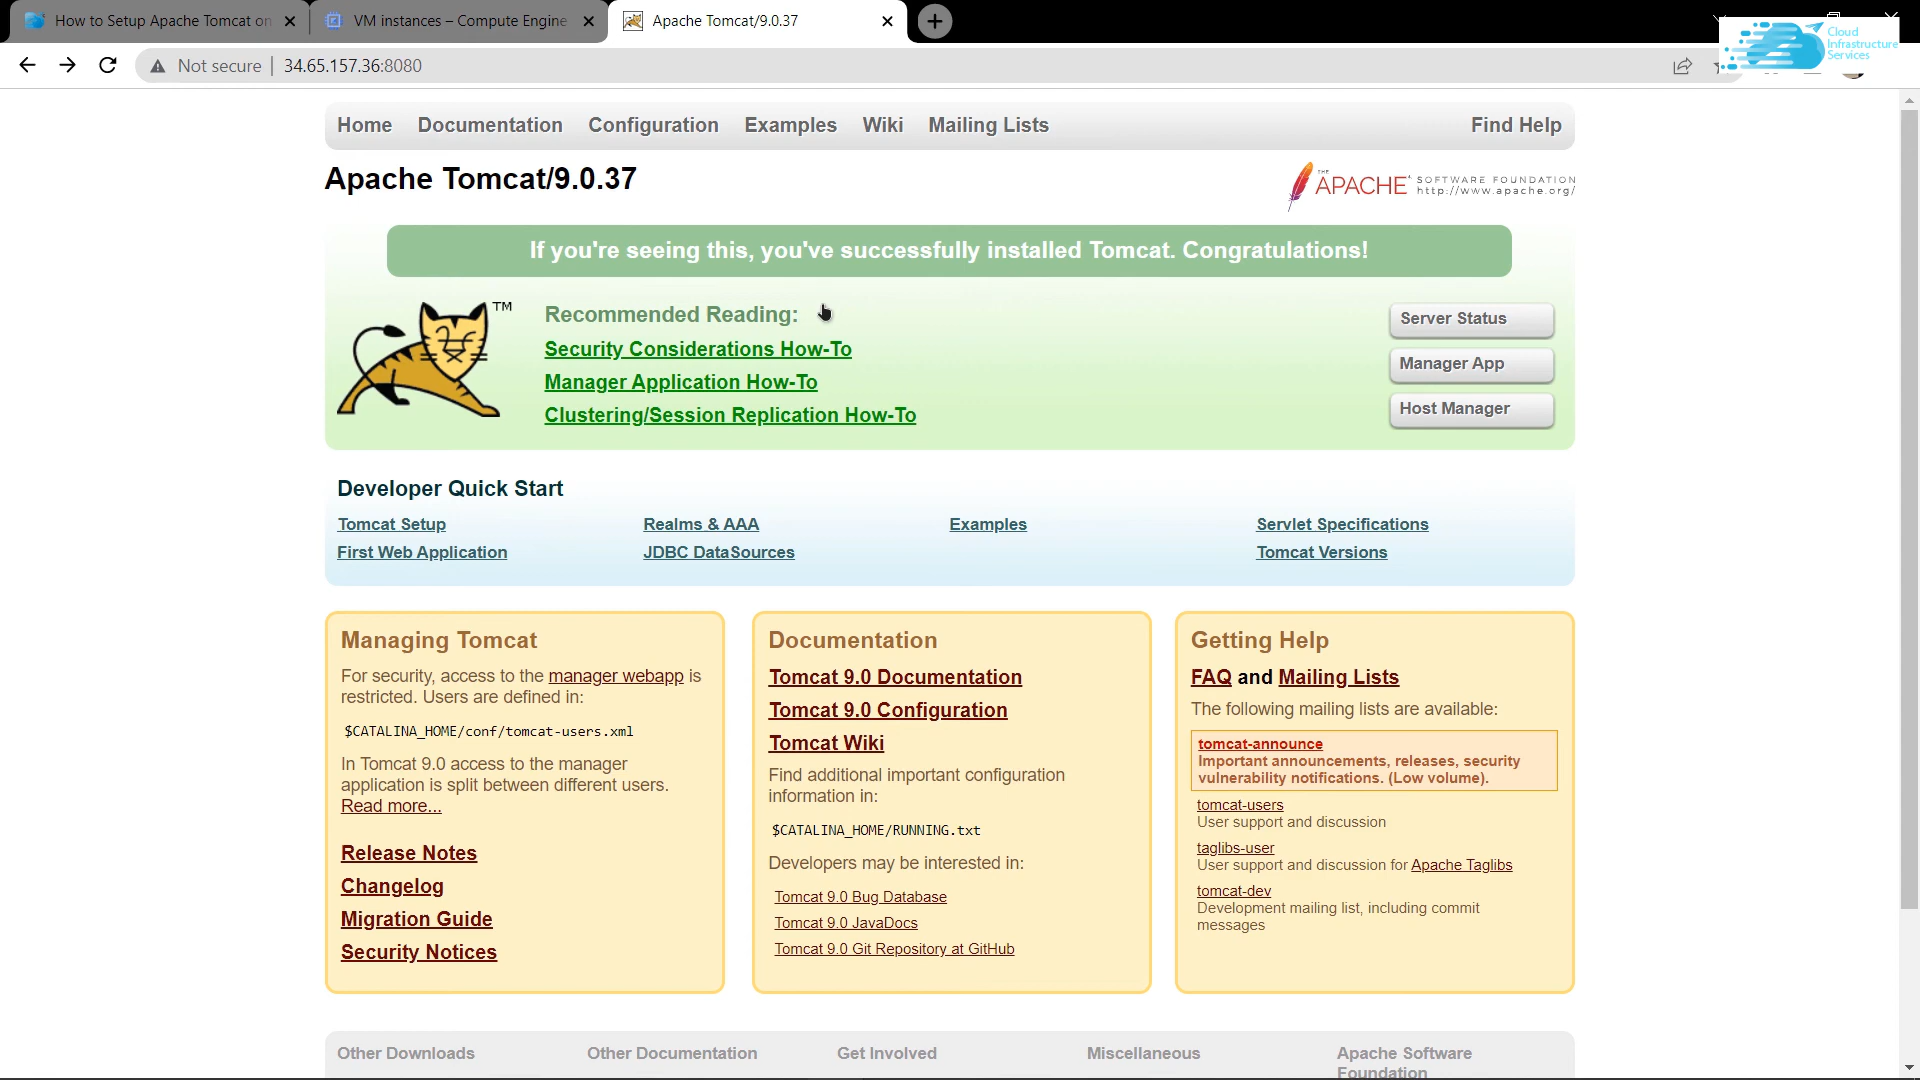 How to Setup Apache Tomcat on
VM instances – Compute Engine
Apache Tomcat/9.0.37
Cloud
Infrastructure
Services
Not secure
34.65.157.36:8080
Home
Documentation
Configuration
Examples
Wiki
Mailing Lists
Find Help
Apache Tomcat/9.0.37
THE
APACHE
SOFTWARE FOUNDATION
http://www.apache.org/
If you're seeing this, you've successfully installed Tomcat. Congratulations!
TM
Recommended Reading:
Security Considerations How-To
Manager Application How-To
Clustering/Session Replication How-To
Server Status
Manager App
Host Manager
Developer Quick Start
Tomcat Setup
First Web Application
Realms & AAA
JDBC DataSources
Examples
Servlet Specifications
Tomcat Versions
Managing Tomcat
For security, access to the manager webapp is
restricted. Users are defined in:
$CATALINA_HOME/conf/tomcat-users.xml
In Tomcat 9.0 access to the manager
application is split between different users.
Read more...
Release Notes
Changelog
Migration Guide
Security Notices
Documentation
Tomcat 9.0 Documentation
Tomcat 9.0 Configuration
Tomcat Wiki
Find additional important configuration
information in:
$CATALINA_HOME/RUNNING.txt
Developers may be interested in:
Tomcat 9.0 Bug Database
Tomcat 9.0 JavaDocs
Tomcat 9.0 Git Repository at GitHub
Getting Help
FAQ and Mailing Lists
The following mailing lists are available:
tomcat-announce
Important announcements, releases, security
vulnerability notifications. (Low volume).
tomcat-users
User support and discussion
taglibs-user
User support and discussion for Apache Taglibs
tomcat-dev
Development mailing list, including commit
messages
Other Downloads
Other Documentation
Get Involved
Miscellaneous
Apache Software
Foundation